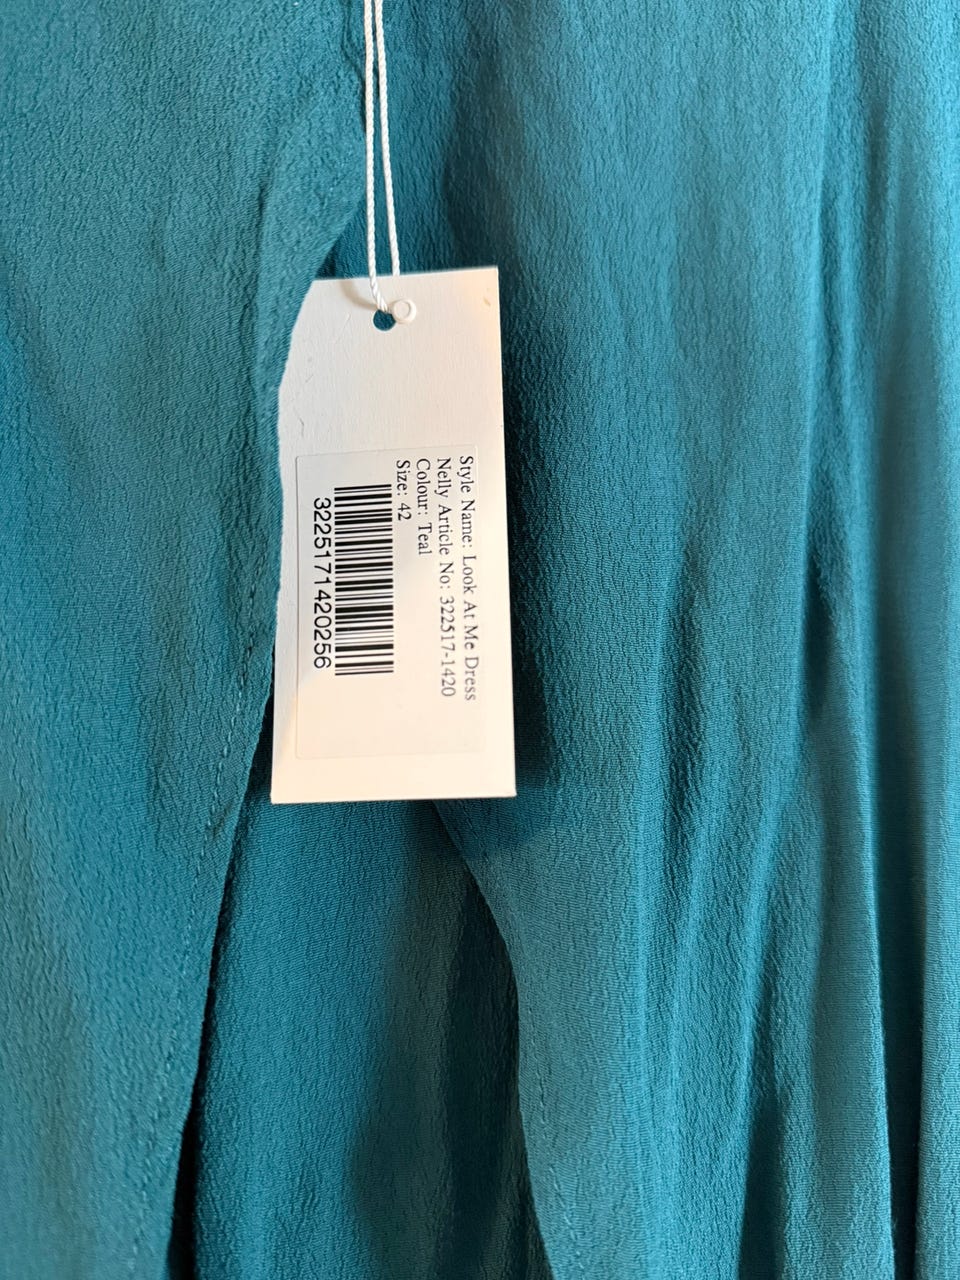 Style Name: Look At Me Dress
Nelly Article No: 322517-1420
Colour: Teal
Size: 42
3225171420256